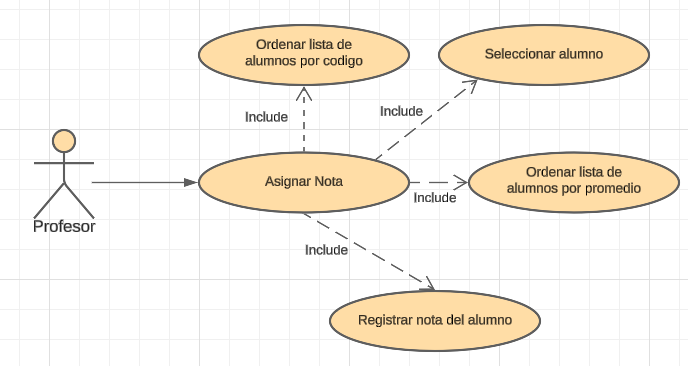 Ordenar lista de
alumnos por codigo
Seleccionar alumno
Include
Include
Asignar Nota
Ordenar lista de
alumnos por promedio
Include
Profesor
Include
Registrar nota del alumno